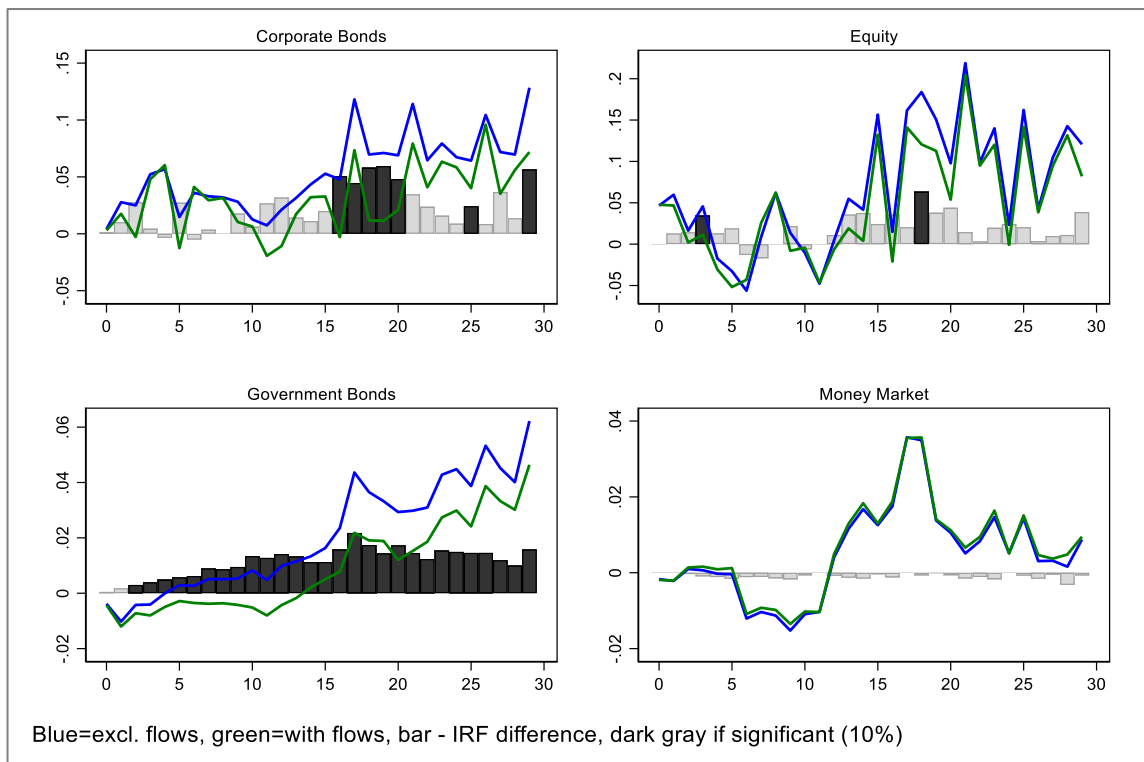 Corporate Bonds
.15
.1
.05
0
-.05
0 5 10 15 20 25 30
Equity
.2
.15
.1
.05
0
-.05
0 5 10 15 20 25 30
Government Bonds
.06
.04
.02
0
-.02
0 5 10 15 20 25 30
Money Market
.04
.02
0
-.02
0 5 10 15 20 25 30
Blue=excl. flows, green=with flows, bar - IRF difference, dark gray if significant (10%)